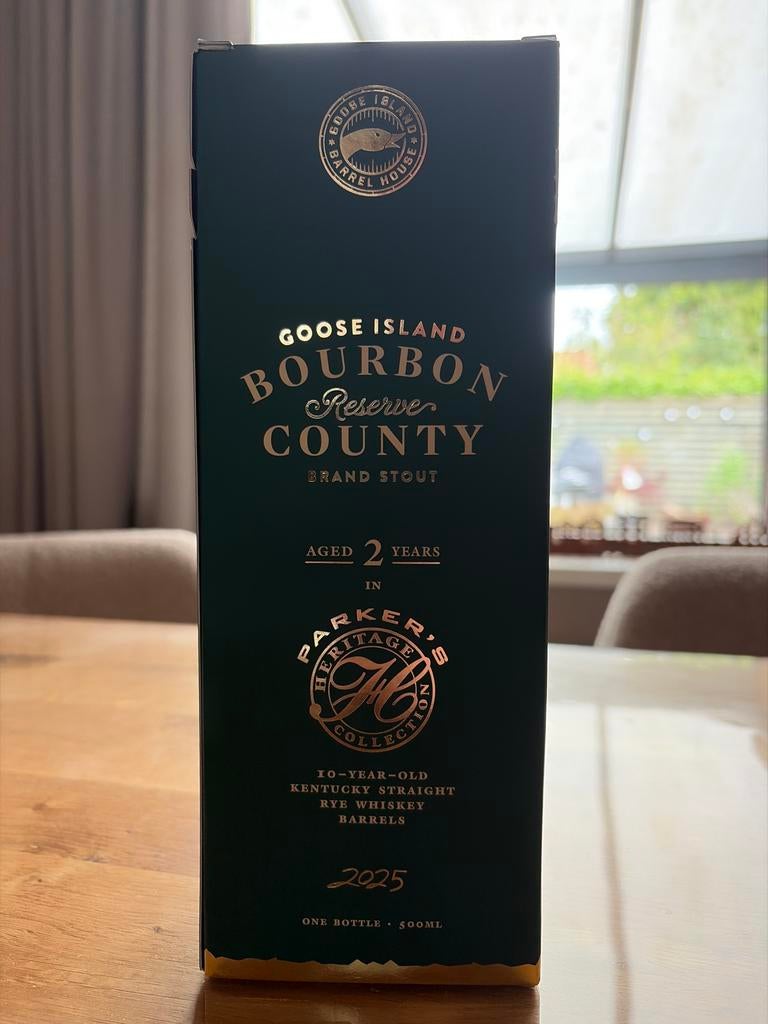 GOOSE ISLAND
BARREL HOUSE
GOOSE ISLAND
BOURBON
Reserve
COUNTY
BRAND STOUT
AGED 2 YEARS
IN
PARKER'S
HERITAGE
H
COLLECTION
10-YEAR-OLD
KENTUCKY STRAIGHT
RYE WHISKEY
BARRELS
2025
ONE BOTTLE • 500ML